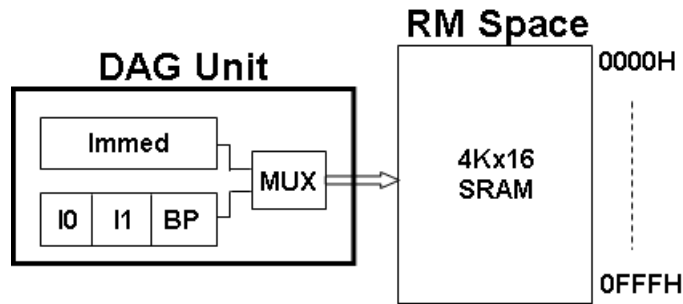 RM Space
DAG Unit
0000H
Immed
MUX
4Kx16
SRAM
I0 I1 BP
0FFFH